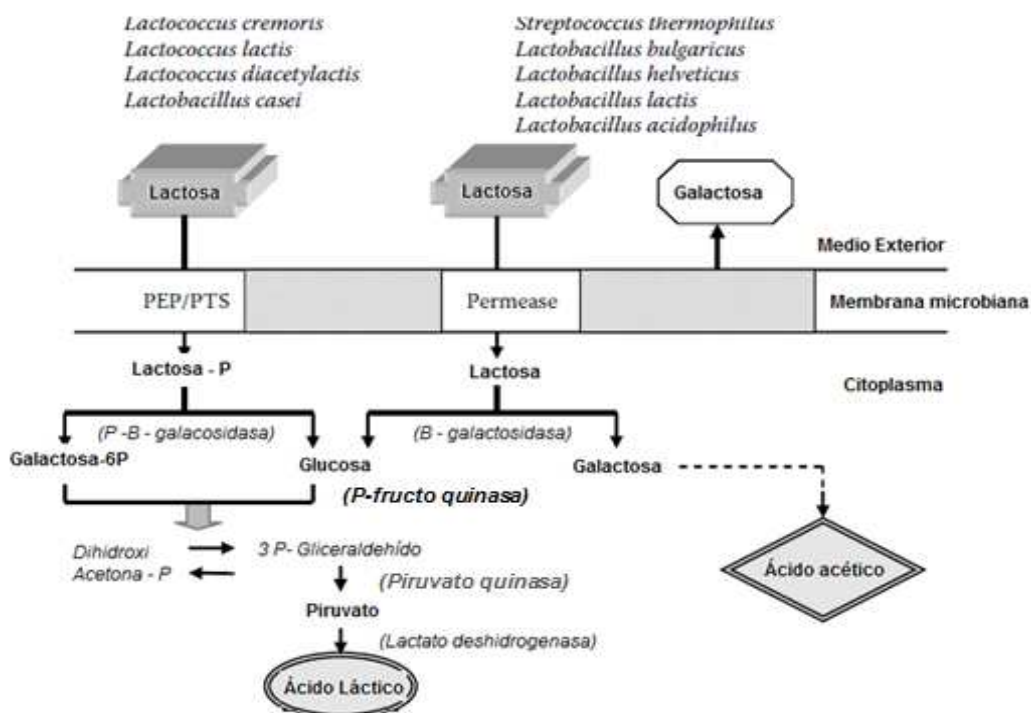 Lactococcus cremoris
Lactococcus lactis
Lactococcus diacetylactis
Lactobacillus casei
Streptococcus thermophilus
Lactobacillus bulgaricus
Lactobacillus helveticus
Lactobacillus lactis
Lactobacillus acidophilus
Lactosa
Lactosa
Galactosa
Medio Exterior
PEP/PTS
Permease
Membrana microbiana
Lactosa - P
Lactosa
Citoplasma
(P -B - galacosidasa)
(B - galactosidasa)
Galactosa-6P
Glucosa
Galactosa
(P-fructo quinasa)
Dihidroxi
Acetona - P
3 P- Gliceraldehído
(Piruvato quinasa)
Ácido acético
Piruvato
(Lactato deshidrogenasa)
Ácido Láctico